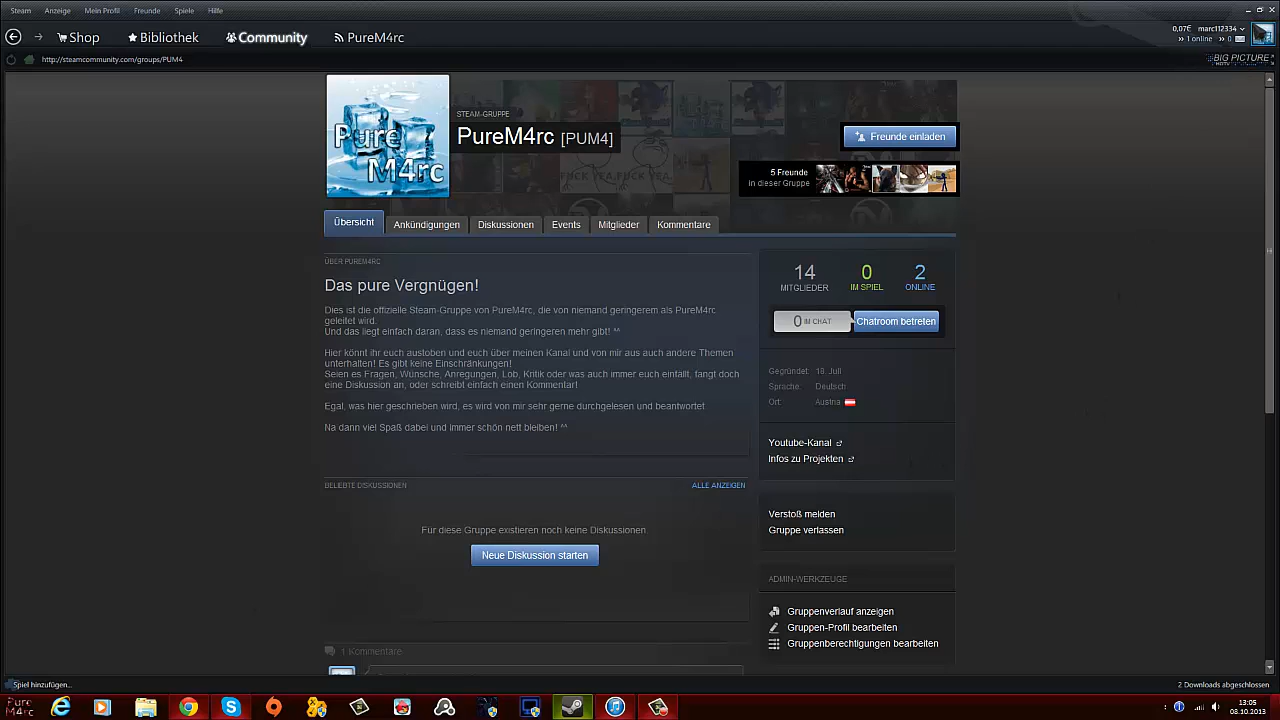 Steam Anzeige Mein Profil Freunde Spiele Hilfe
Shop Bibliothek Community PureM4rc
0,07€ marc112334
1 online 0
http://steamcommunity.com/groups/PUM4
BIG PICTURE
Pure
M4rc
STEAM-GRUPPE
PureM4rc [PUM4]
Freunde einladen
5 Freunde
in dieser Gruppe
Übersicht Ankündigungen Diskussionen Events Mitglieder Kommentare
ÜBER PUREM4RC
Das pure Vergnügen!
Dies ist die offizielle Steam-Gruppe von PureM4rc, die von niemand geringerem als PureM4rc
geleitet wird.
Und das liegt einfach daran, dass es niemand geringeren mehr gibt! ^^
Hier könnt ihr euch austoben und euch über meinen Kanal und von mir aus auch andere Themen
unterhalten! Es gibt keine Einschränkungen!
Seien es Fragen, Wünsche, Anregungen, Lob, Kritik oder was auch immer euch einfällt, fangt doch
eine Diskussion an, oder schreibt einfach einen Kommentar!
Egal, was hier geschrieben wird, es wird von mir sehr gerne durchgelesen und beantwortet
Na dann viel Spaß dabei und immer schön nett bleiben! ^^
14 0 2
MITGLIEDER IM SPIEL ONLINE
0 IM CHAT Chatroom betreten
Gegründet: 18. Juli
Sprache: Deutsch
Ort: Austria
Youtube-Kanal
Infos zu Projekten
BELIEBTE DISKUSSIONEN ALLE ANZEIGEN
Für diese Gruppe existieren noch keine Diskussionen.
Neue Diskussion starten
Verstoß melden
Gruppe verlassen
ADMIN-WERKZEUGE
Gruppenverlauf anzeigen
Gruppen-Profil bearbeiten
Gruppenberechtigungen bearbeiten
1 Kommentare
Spiel hinzufügen...
2 Downloads abgeschlossen
Pure
M4rc
13:05
08.10.2013